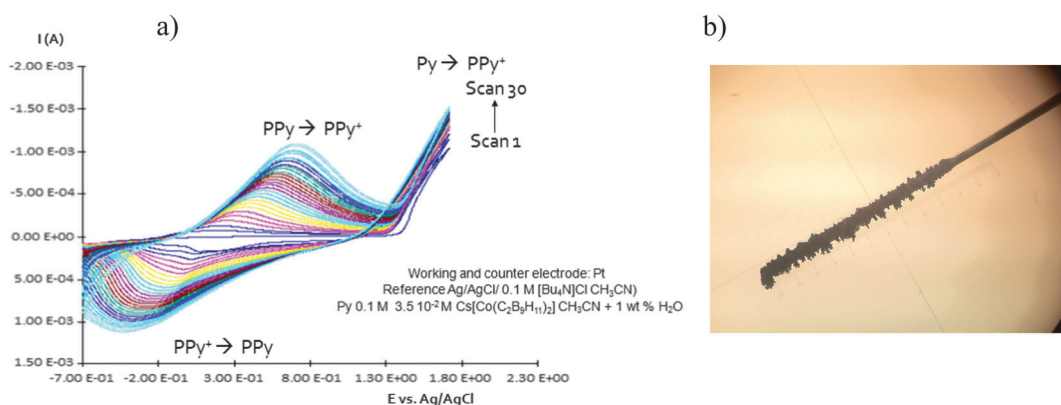 a)
I (A)
-2.00 E-03
-1.50 E-03
-1.00 E-03
-5.00 E-04
0.00 E+00
5.00 E-04
1.00 E-03
1.50 E-03
Py → PPy⁺
Scan 30
Scan 1
PPy → PPy⁺
Working and counter electrode: Pt
Reference Ag/AgCl/ 0.1 M [Bu₄N]Cl CH₃CN)
Py 0.1 M 3.5 10⁻² M Cs[Co(C₂B₉H₁₁)₂] CH₃CN + 1 wt % H₂O
PPy⁺ → PPy
-7.00 E-01 -2.00 E-01 3.00 E-01 8.00 E-01 1.30 E+00 1.80 E+00 2.30 E+00
E vs. Ag/AgCl
b)